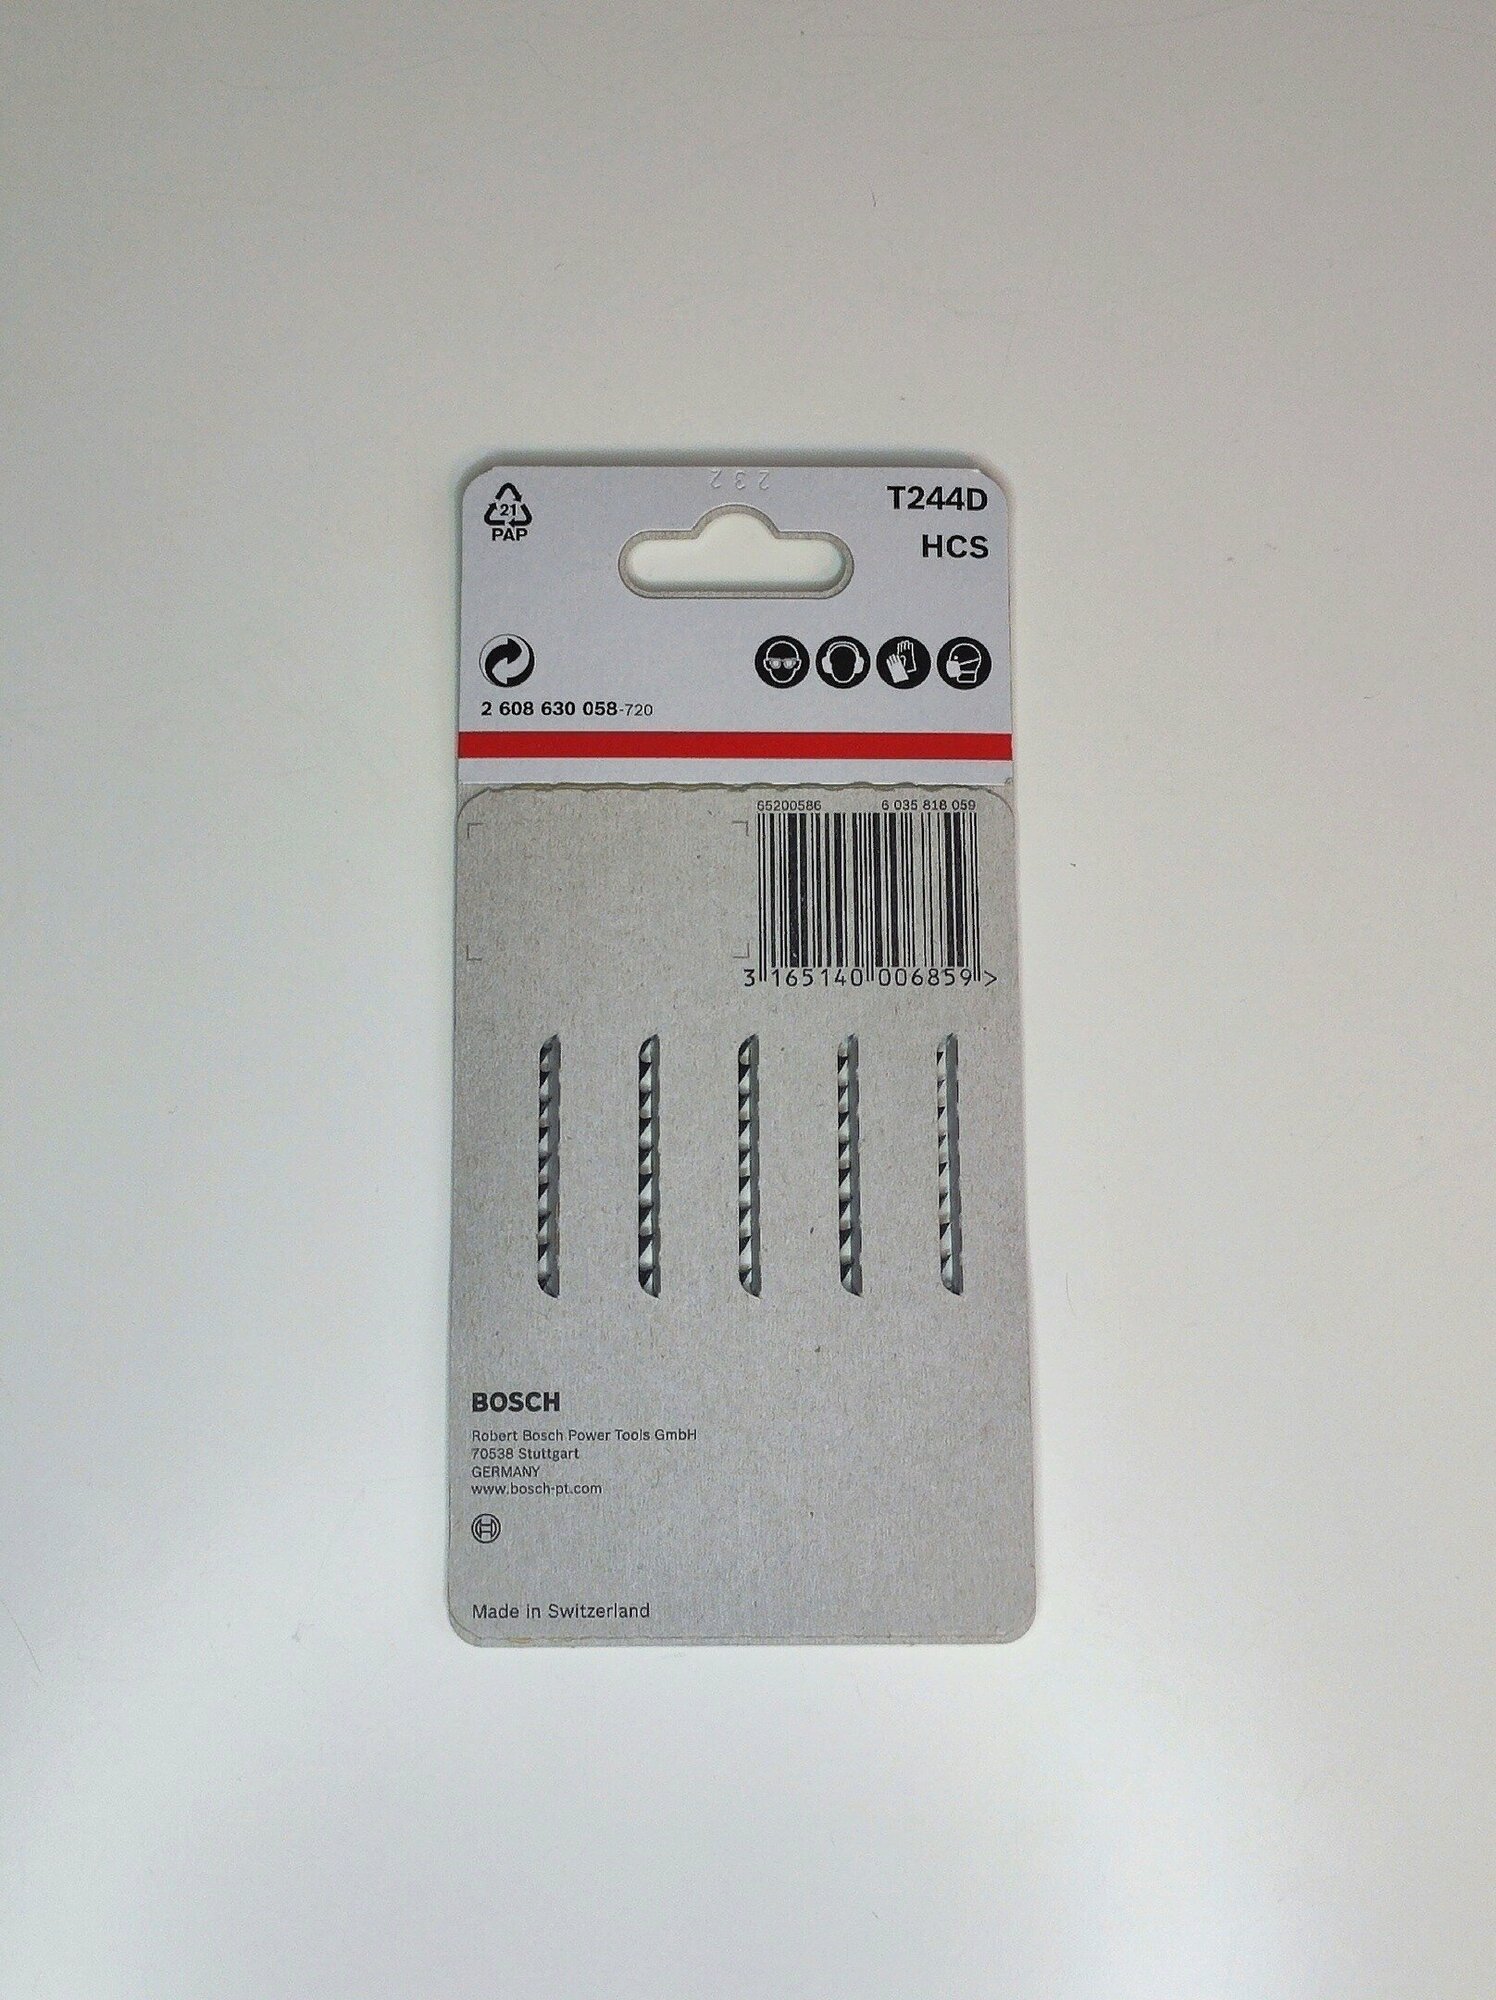 232
T244D
21
PAP
HCS
2 608 630 058-720
65200586 6 035 818 059
3 165140 006859 >
BOSCH
Robert Bosch Power Tools GmbH
70538 Stuttgart
GERMANY
www.bosch-pt.com
Made in Switzerland